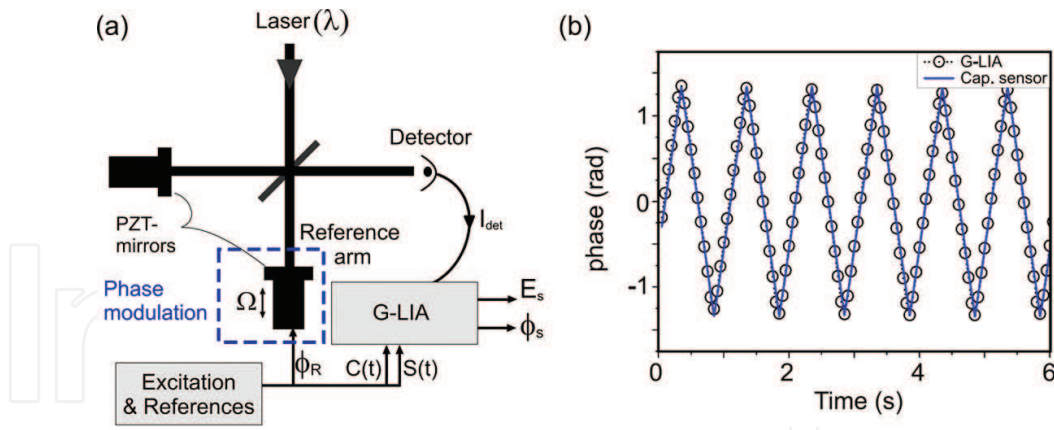 (a)
Laser(λ)
Detector
PZT-
mirrors
Reference
arm
I_det
Phase
modulation
Ω
G-LIA
E_s
ϕ_s
ϕ_R
C(t)
S(t)
Excitation
& References
(b)
G-LIA
Cap. sensor
phase (rad)
1
0
-1
0
2
4
6
Time (s)